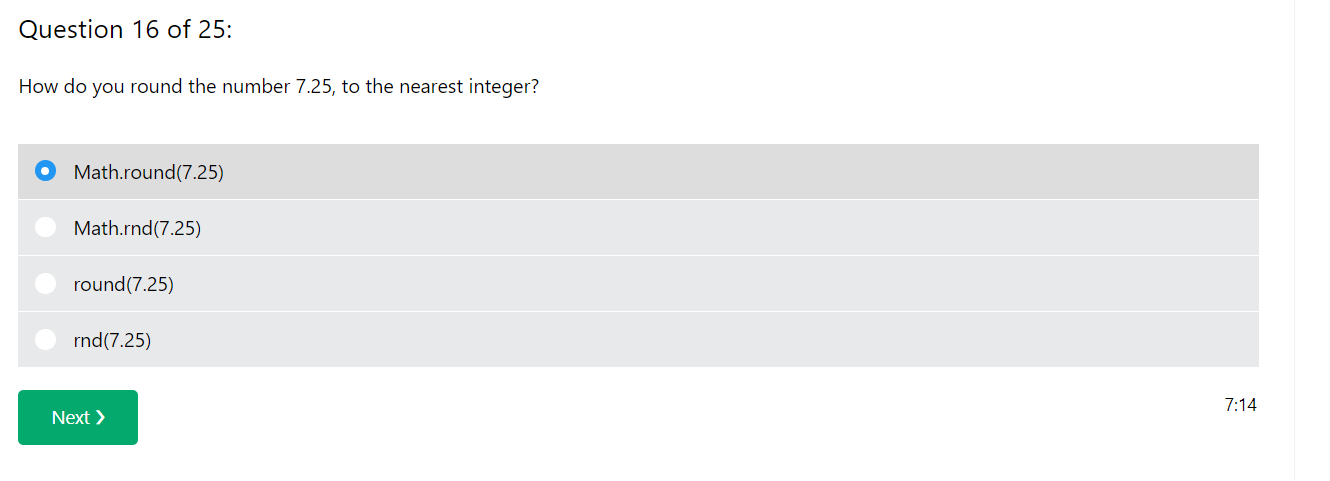 Question 16 of 25:
How do you round the number 7.25, to the nearest integer?
Math.round(7.25)
Math.rnd(7.25)
round(7.25)
rnd(7.25)
Next ❯
7:14